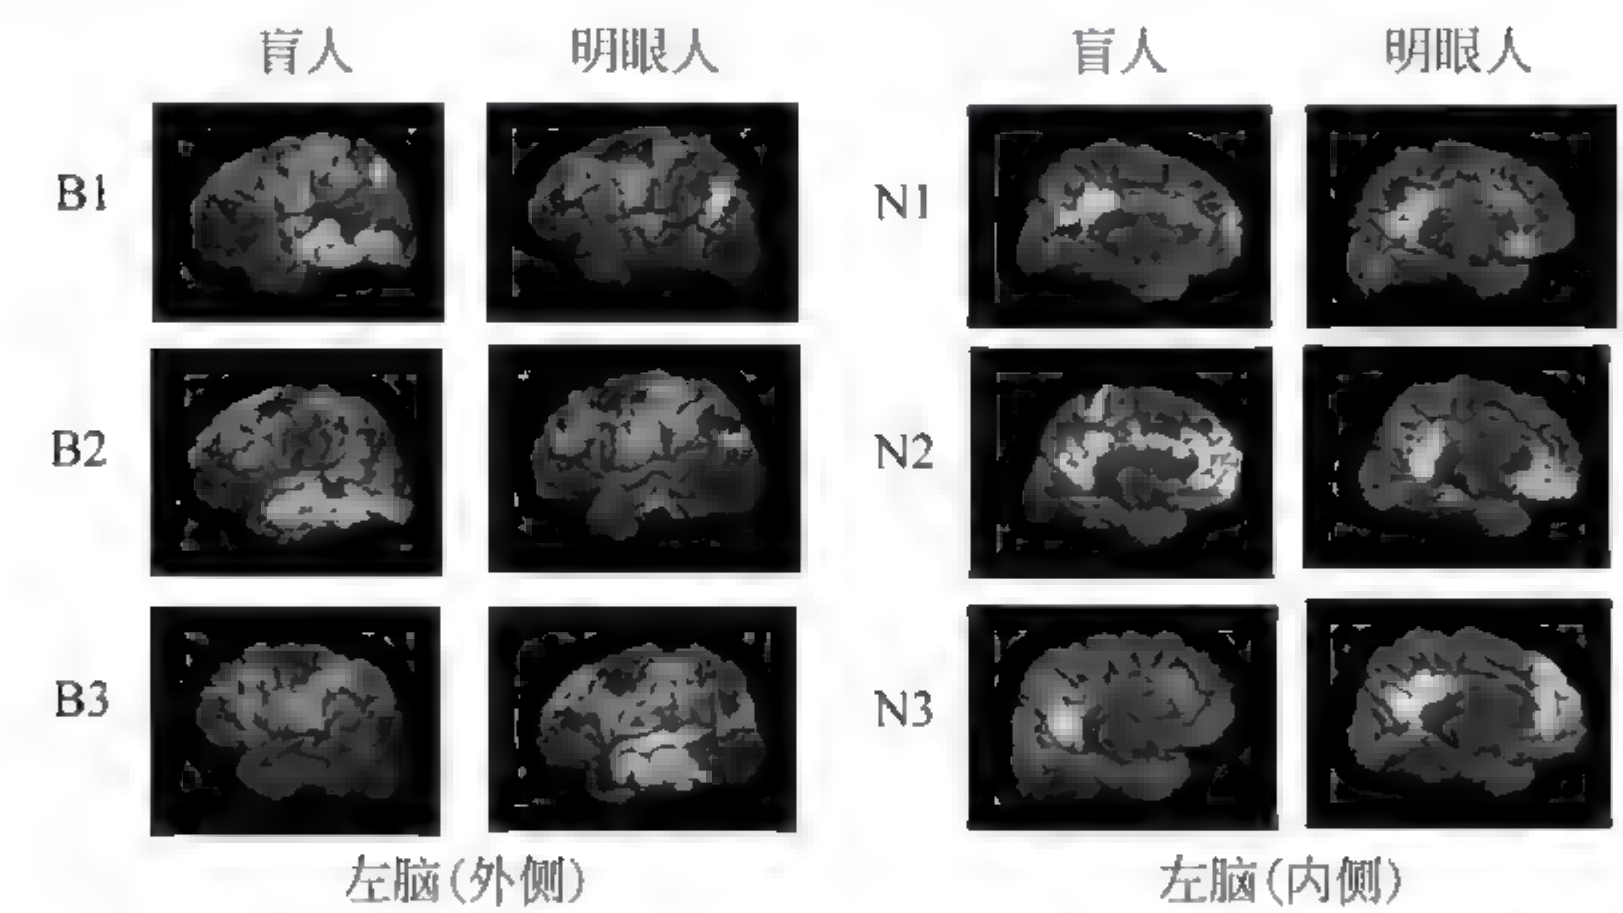 盲人 明眼人 盲人 明眼人
B1 N1
B2 N2
B3 N3
左脑(外侧) 左脑(内侧)